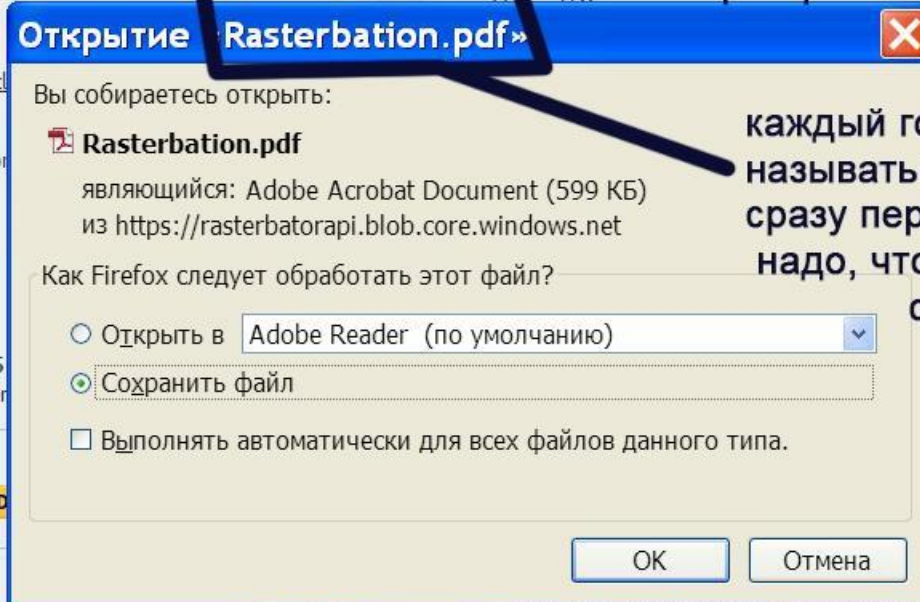 Открытие «Rasterbation.pdf»
Вы собираетесь открыть:
Rasterbation.pdf
являющийся: Adobe Acrobat Document (599 КБ)
из https://rasterbatorapi.blob.core.windows.net
каждый
называть
сразу
надо,
Как Firefox следует обработать этот файл?
Открыть в Adobe Reader (по умолчанию)
Сохранить файл
Выполнять автоматически для всех файлов данного типа.
OK Отмена